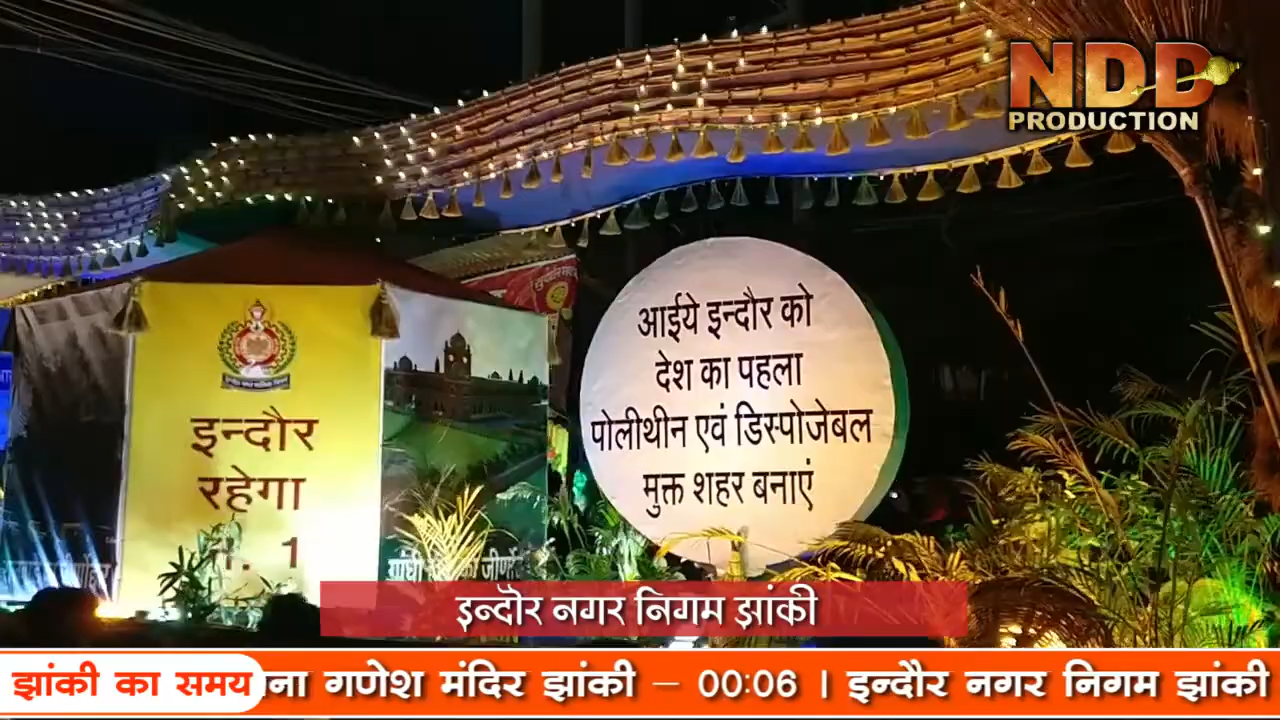 NDD
PRODUCTION
आईये इन्दौर को
देश का पहला
पोलीथीन एवं डिस्पोजेबल
मुक्त शहर बनाएं
इन्दौर
रहेगा
नं. 1
इन्दौर नगर निगम झांकी
झांकी का समय
ना गणेश मंदिर झांकी – 00:06 । इन्दौर नगर निगम झांकी